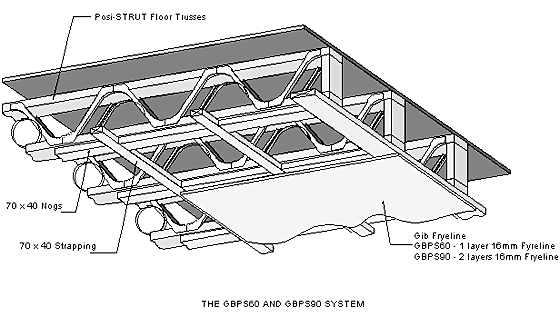 Posi-STRUT Floor Trusses
70 x 40 Nogs
70 x 40 Strapping
Gib Fryeline
GBPS60 - 1 layer 16mm Fyreline
GBPS90 - 2 layers 16mm Fryeline
THE GBPS60 AND GBPS90 SYSTEM